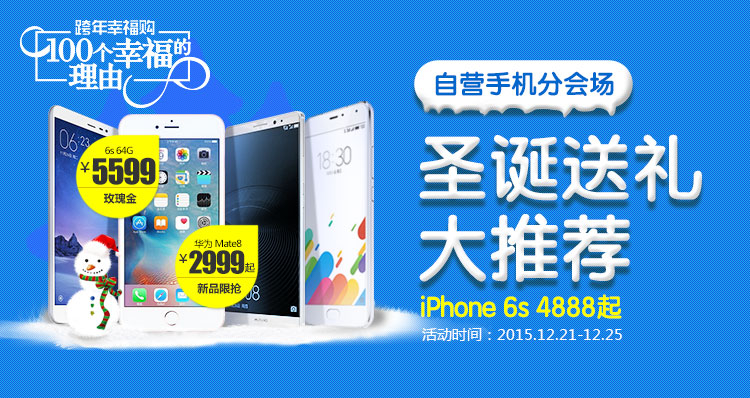 跨年幸福购
100个幸福的
理由
自营手机分会场
圣诞送礼
大推荐
iPhone 6s 4888起
活动时间：2015.12.21-12.25
6s 64G
￥5599
玫瑰金
华为 Mate8
￥2999起
新品限抢
06:23
18:30
08